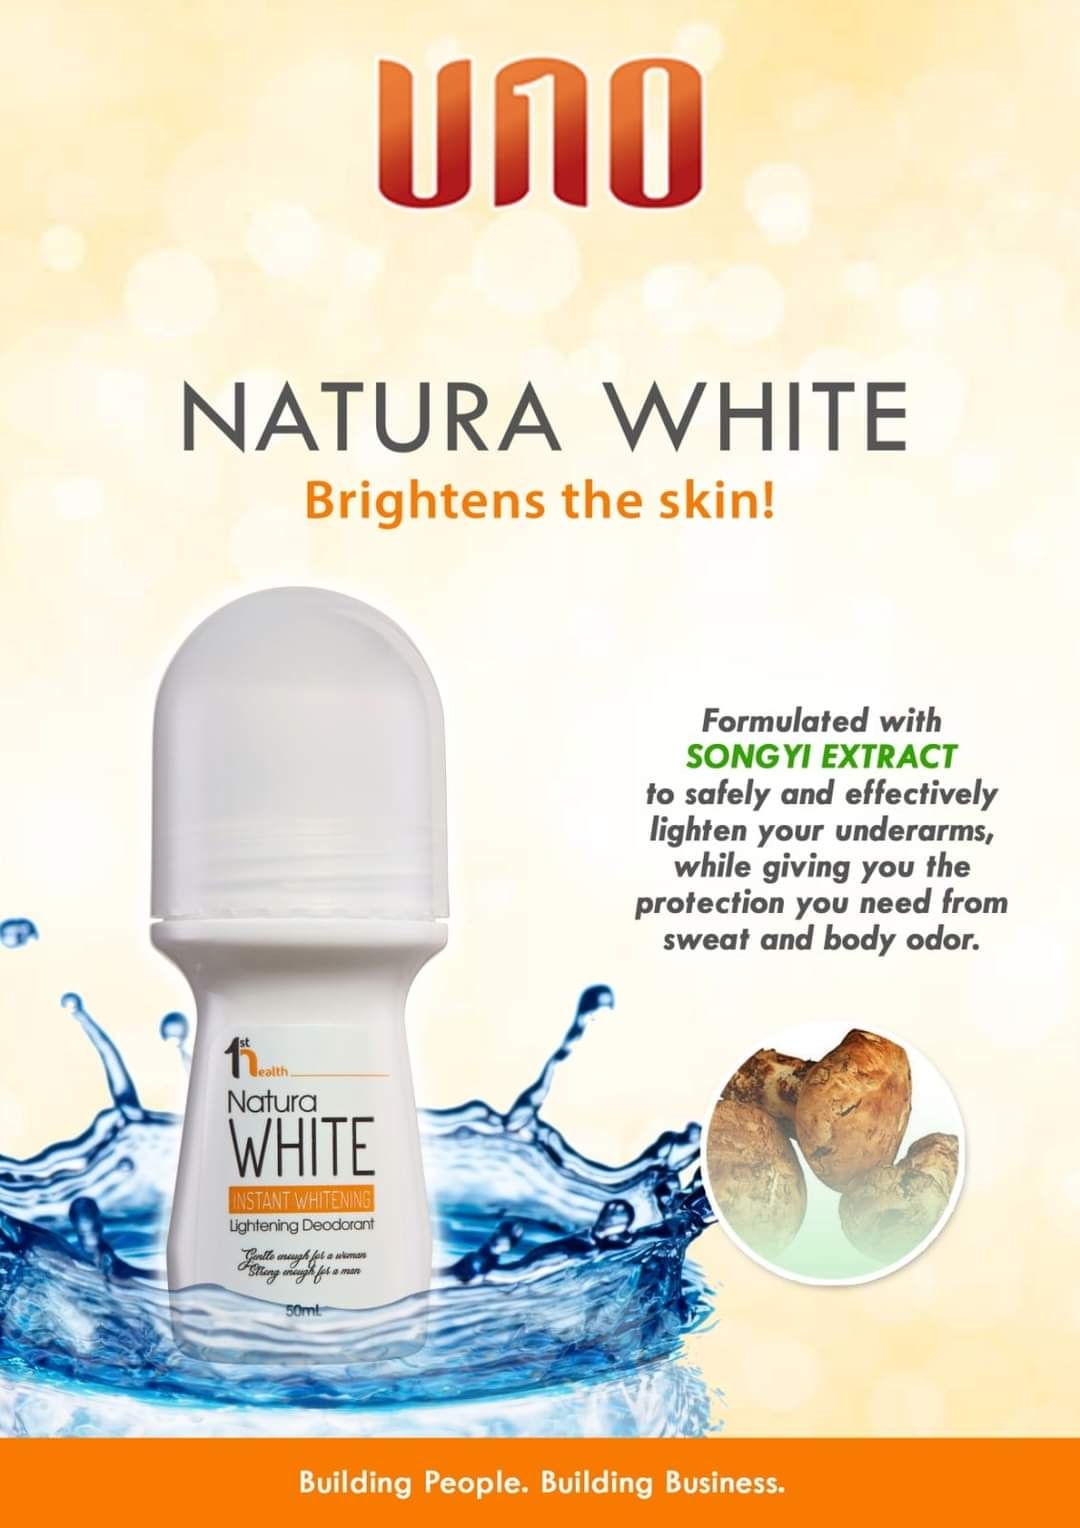 UNO
NATURA WHITE
Brightens the skin!
Formulated with
SONGYI EXTRACT
to safely and effectively
lighten your underarms,
while giving you the
protection you need from
sweat and body odor.
1st health
Natura
WHITE
INSTANT WHITENING
Lightening Deodorant
Gentle enough for a woman
Strong enough for a man
50ml
Building People. Building Business.